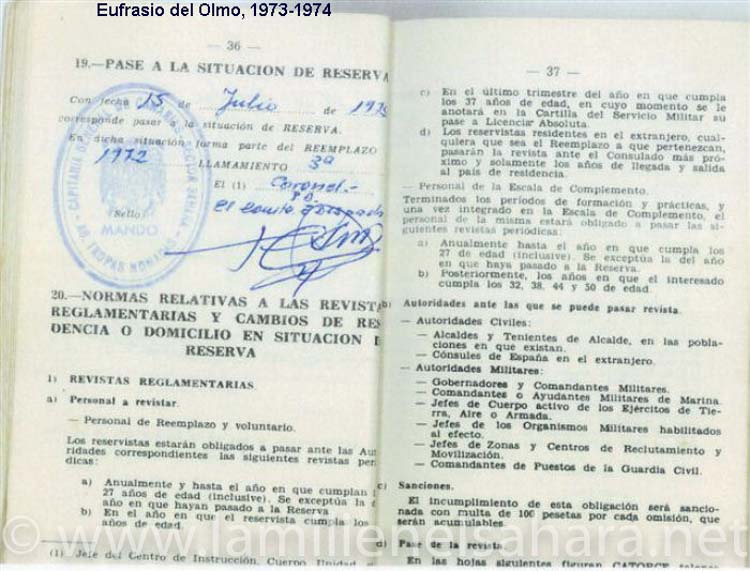 Eufrasio del Olmo, 1973-1974
— 36 —
19.—PASE A LA SITUACION DE RESERVA
Con fecha 15 de Julio de 197
corresponde pasar a la situación de RESERVA.
En dicha situación forma parte del REEMPLAZO
1972 LLAMAMIENTO 3º
El (1) Coronel.-
P.O.
El
(Sello)
MANDO
CAPITANIA GENERAL DE CANARIAS
AG. TROPAS NOMADAS
20.—NORMAS RELATIVAS A LAS REVISTA
REGLAMENTARIAS Y CAMBIOS DE RES
DENCIA O DOMICILIO EN SITUACION D
RESERVA
1) REVISTAS REGLAMENTARIAS.
a) Personal a revistar.
— Personal de Reemplazo y voluntario.
Los reservistas estarán obligados a pasar ante las Aut
ridades correspondientes las siguientes revistas peri
dicas:
a) Anualmente y hasta el año en que cumplan l
27 años de edad (inclusive). Se exceptúa la d
año en que hayan pasado a la Reserva
b) En el año en que el reservista cumpla los
años de edad.
(1) Jefe del Centro de Instrucción, Cuerpo, Unidad
— 37 —
c) En el último trimestre del año en que cumpla
los 37 años de edad, en cuyo momento se le
anotará en la Cartilla del Servicio Militar su
pase a Licencia Absoluta.
d) Los reservistas residentes en el extranjero, cual-
quiera que sea el Reemplazo a que pertenezcan,
pasarán la revista ante el Consulado más pró-
ximo y solamente los años de llegada y salida
al país de residencia.
— Personal de la Escala de Complemento.
Terminados los períodos de formación y prácticas, y
una vez integrado en la Escala de Complemento, el
personal de la misma estará obligado a pasar las si-
guientes revistas periódicas:
a) Anualmente hasta el año en que cumpla los
27 de edad (inclusive). Se exceptúa la del año
en que haya pasado a la Reserva.
b) Posteriormente, los años en que el interesado
cumpla los 32, 38, 44 y 50 de edad.
b) Autoridades ante las que se puede pasar revista.
— Autoridades Civiles:
— Alcaldes y Tenientes de Alcalde, en las pobla-
ciones en que existan.
— Cónsules de España en el extranjero.
— Autoridades Militares:
— Gobernadores y Comandantes Militares.
— Comandantes o Ayudantes Militares de Marina.
— Jefes de Cuerpo activo de los Ejércitos de Tie-
rra, Aire o Armada.
— Jefes de los Organismos Militares habilitados
al efecto.
— Jefes de Zonas y Centros de Reclutamiento y
Movilización.
— Comandantes de Puestos de la Guardia Civil.
c) Sanciones.
El incumplimiento de esta obligación será sancio-
nada con multa de 100 pesetas por cada omisión, que
serán acumulables.
d) Pase de la revista.
En las hojas siguientes figuran CATORCE talones
© www.lamilienelsahara.net